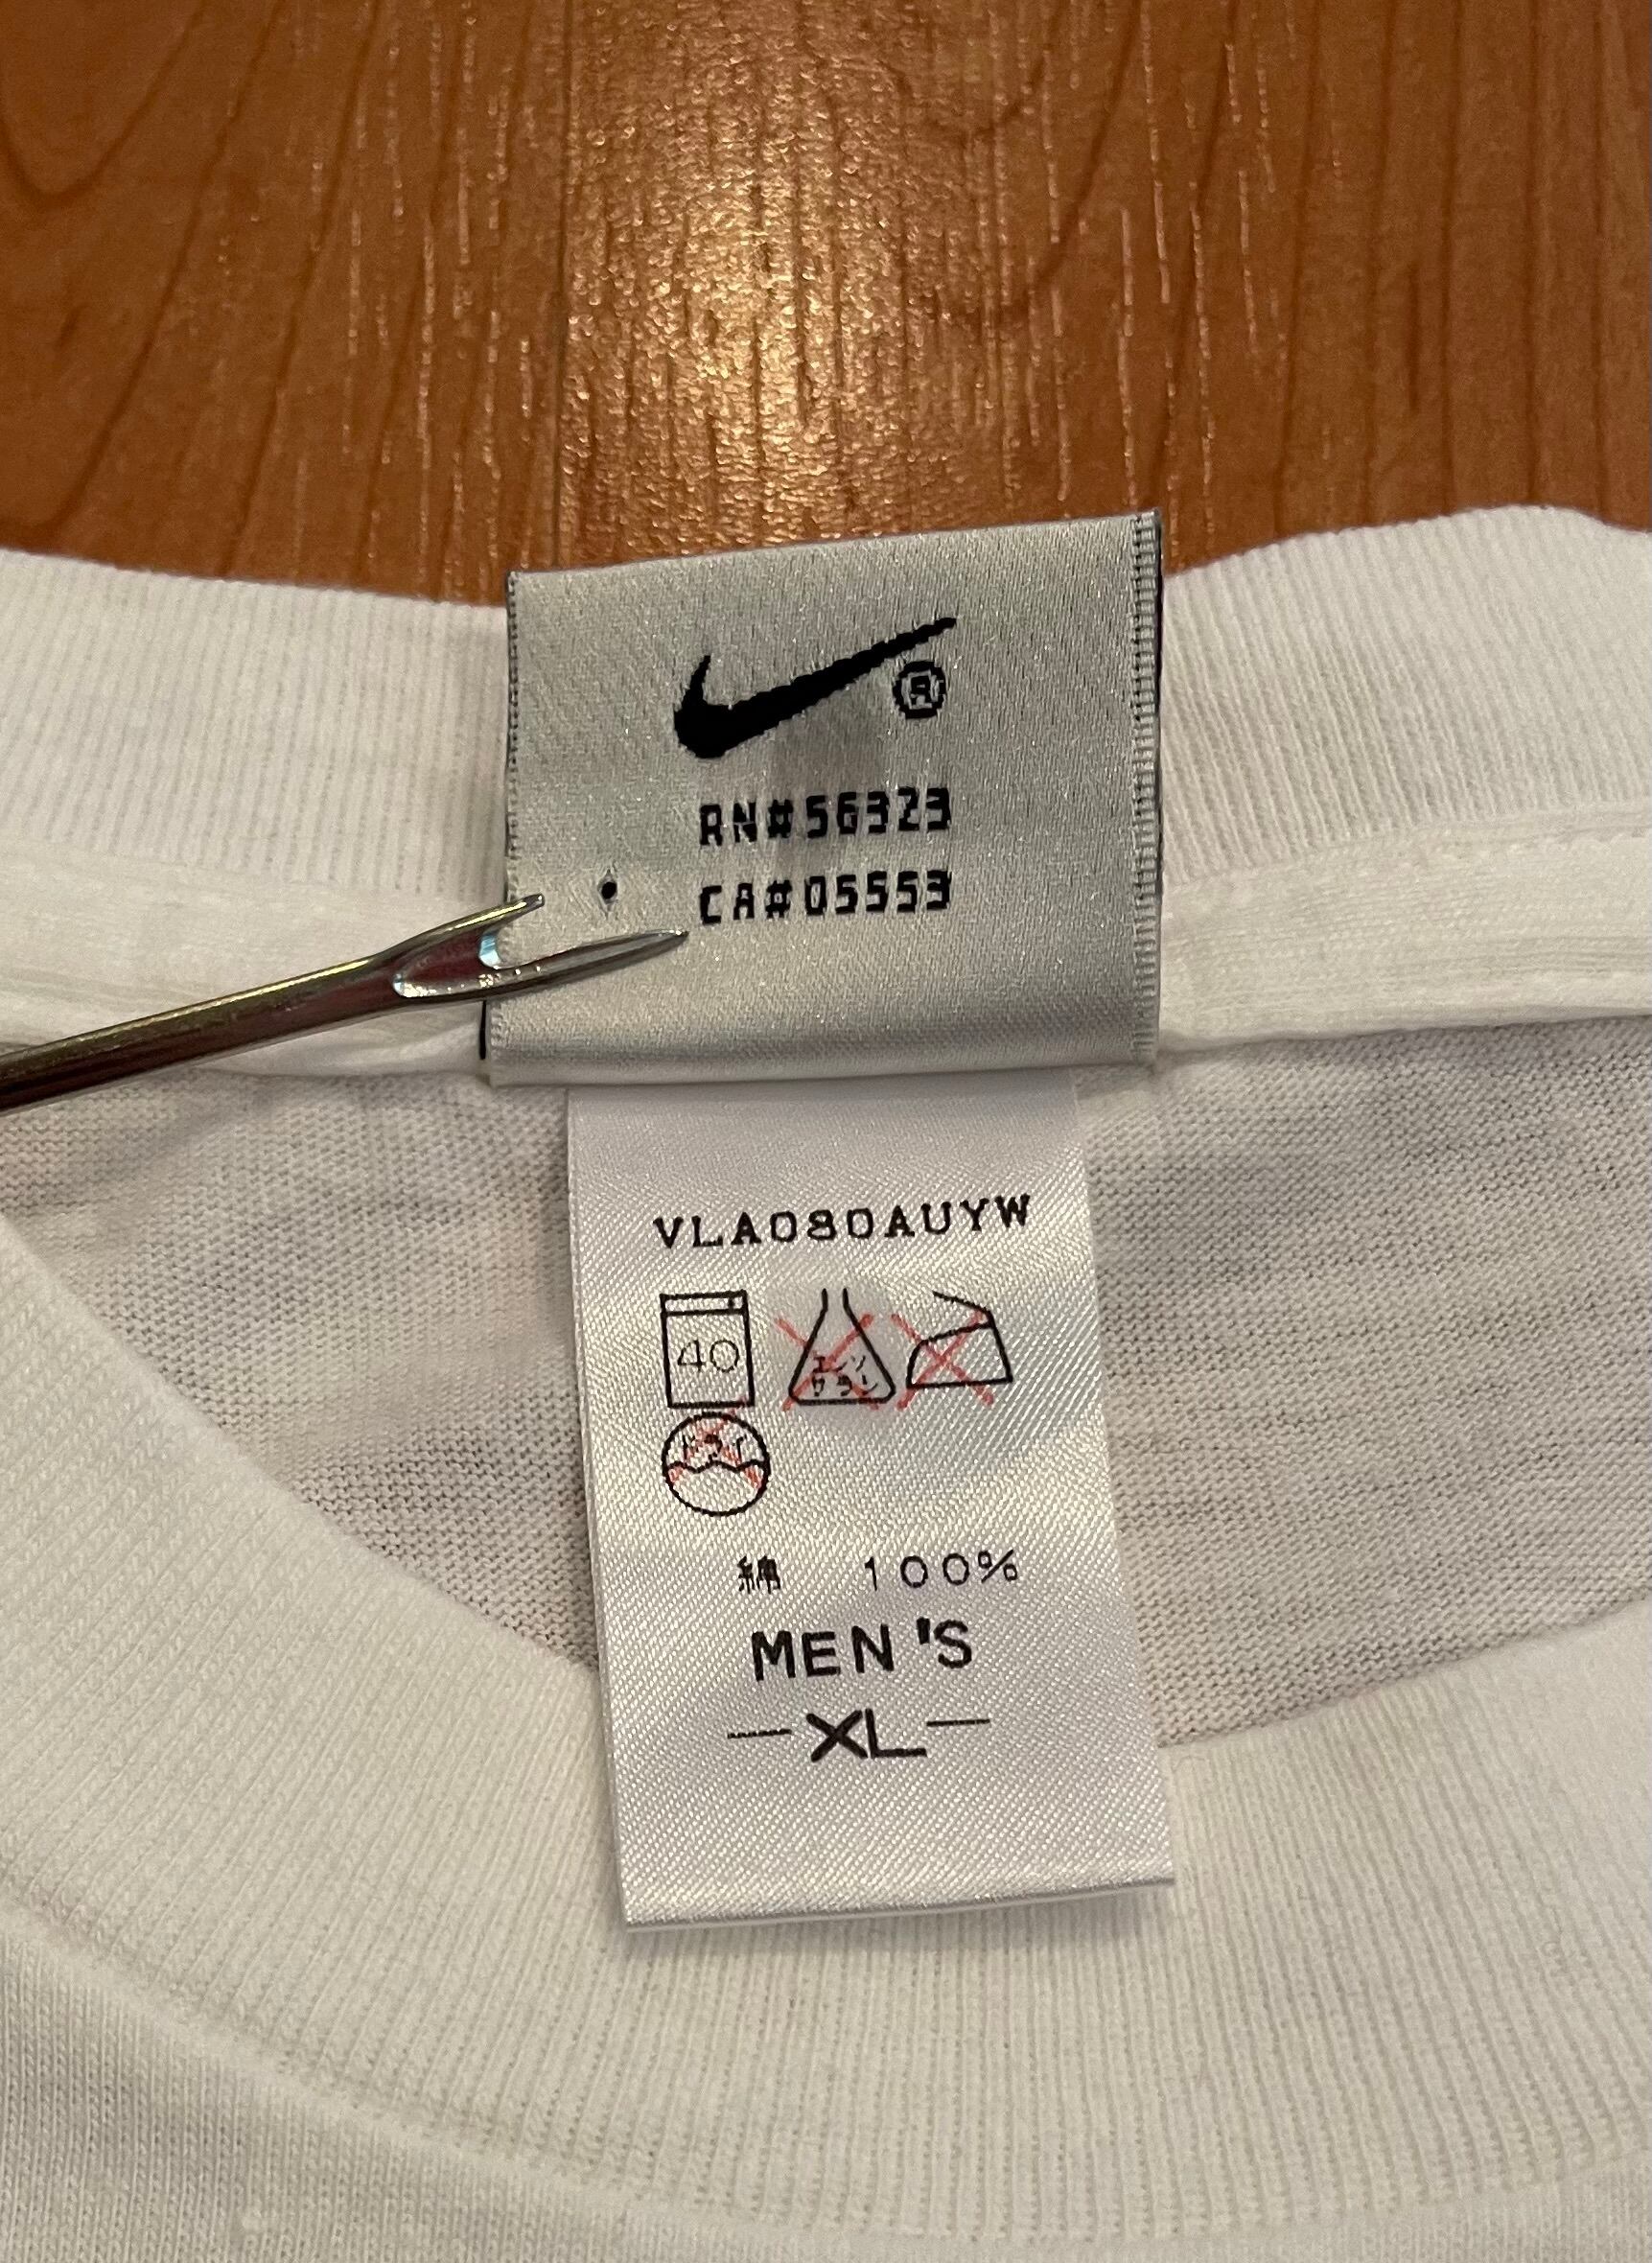 ®
RN#56323
CA#05553
VLA080AUYW
40
エンソ
サラシ
ドライ
綿 100%
MEN'S
-XL-